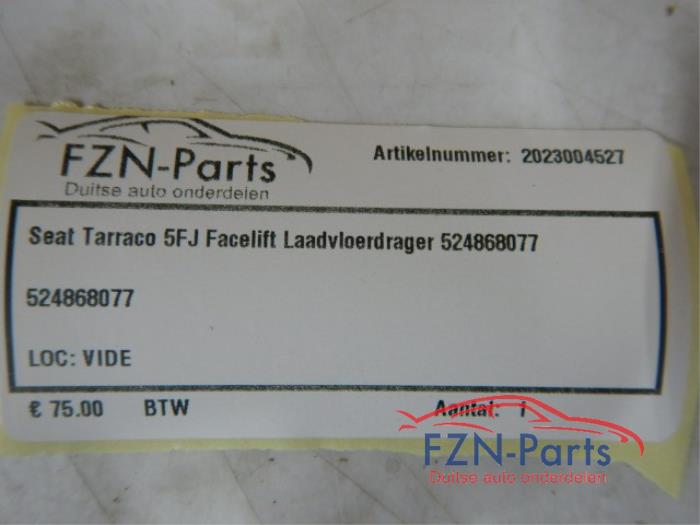 FZN-Parts
Duitse auto onderdelen
Artikelnummer: 2023004527
Seat Tarraco 5FJ Facelift Laadvloerdrager 524868077
524868077
LOC: VIDE
€ 75.00 BTW Aantal: 1
FZN-Parts
Duitse auto onderdelen